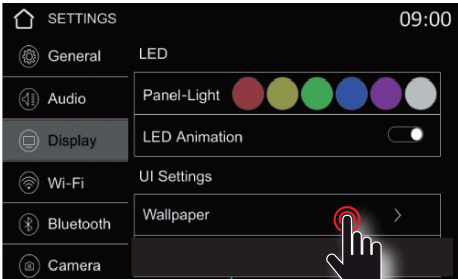 SETTINGS 09:00
General
Audio
Display
Wi-Fi
Bluetooth
Camera
LED
Panel-Light
LED Animation
UI Settings
Wallpaper